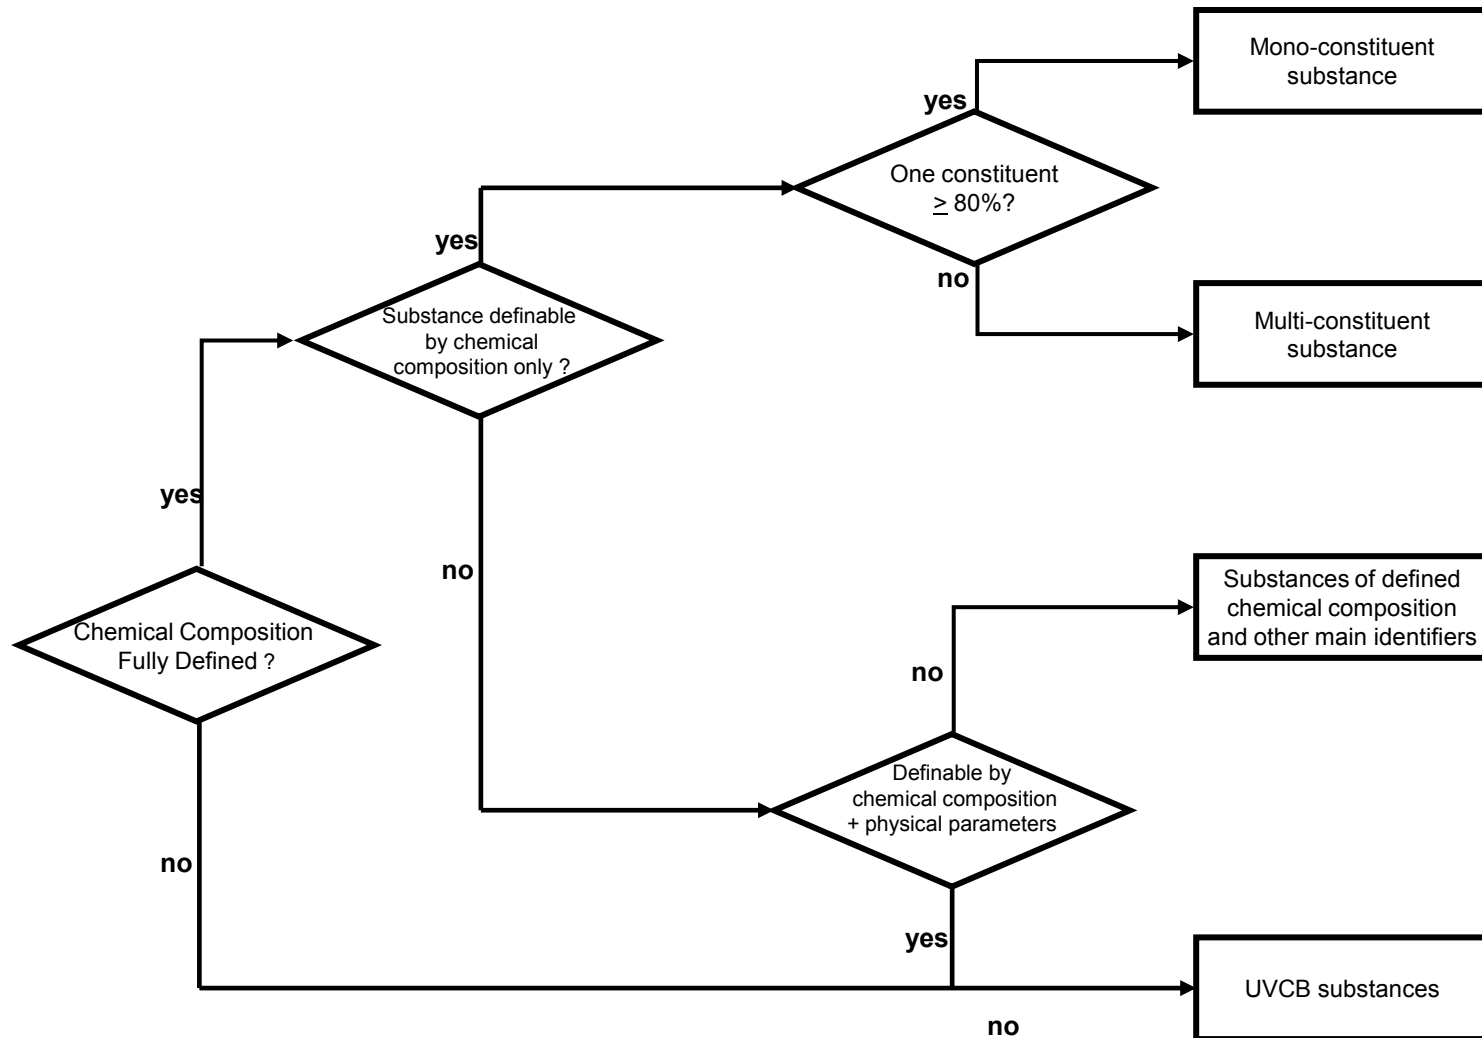 Mono-constituent
substance
yes
One constituent
≥ 80%?
yes
no
Substance definable
by chemical
composition only ?
Multi-constituent
substance
yes
no
Substances of defined
chemical composition
and other main identifiers
Chemical Composition
Fully Defined ?
no
Definable by
chemical composition
+ physical parameters
no
yes
UVCB substances
no